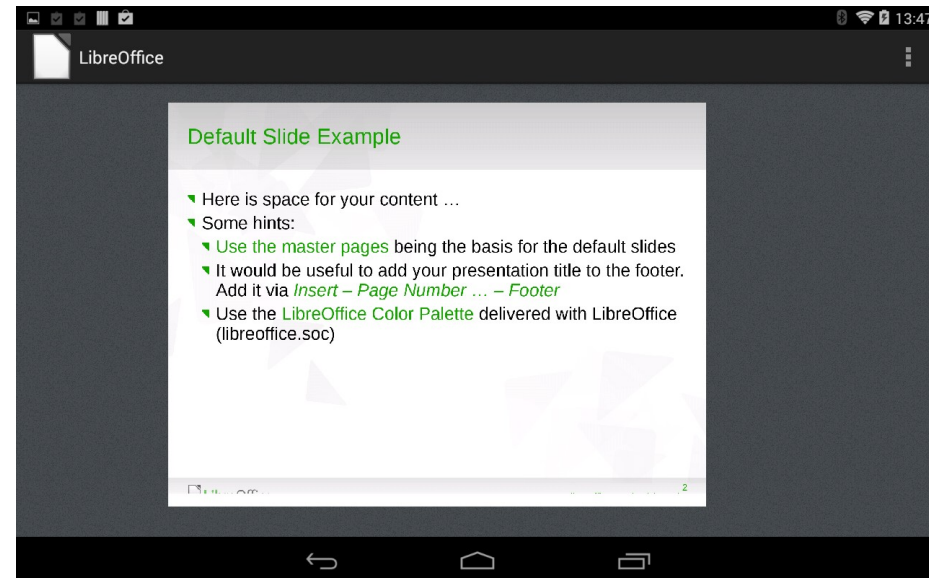 13:47
LibreOffice
Default Slide Example
Here is space for your content …
Some hints:
Use the master pages being the basis for the default slides
It would be useful to add your presentation title to the footer.
Add it via Insert – Page Number … – Footer
Use the LibreOffice Color Palette delivered with LibreOffice
(libreoffice.soc)
2